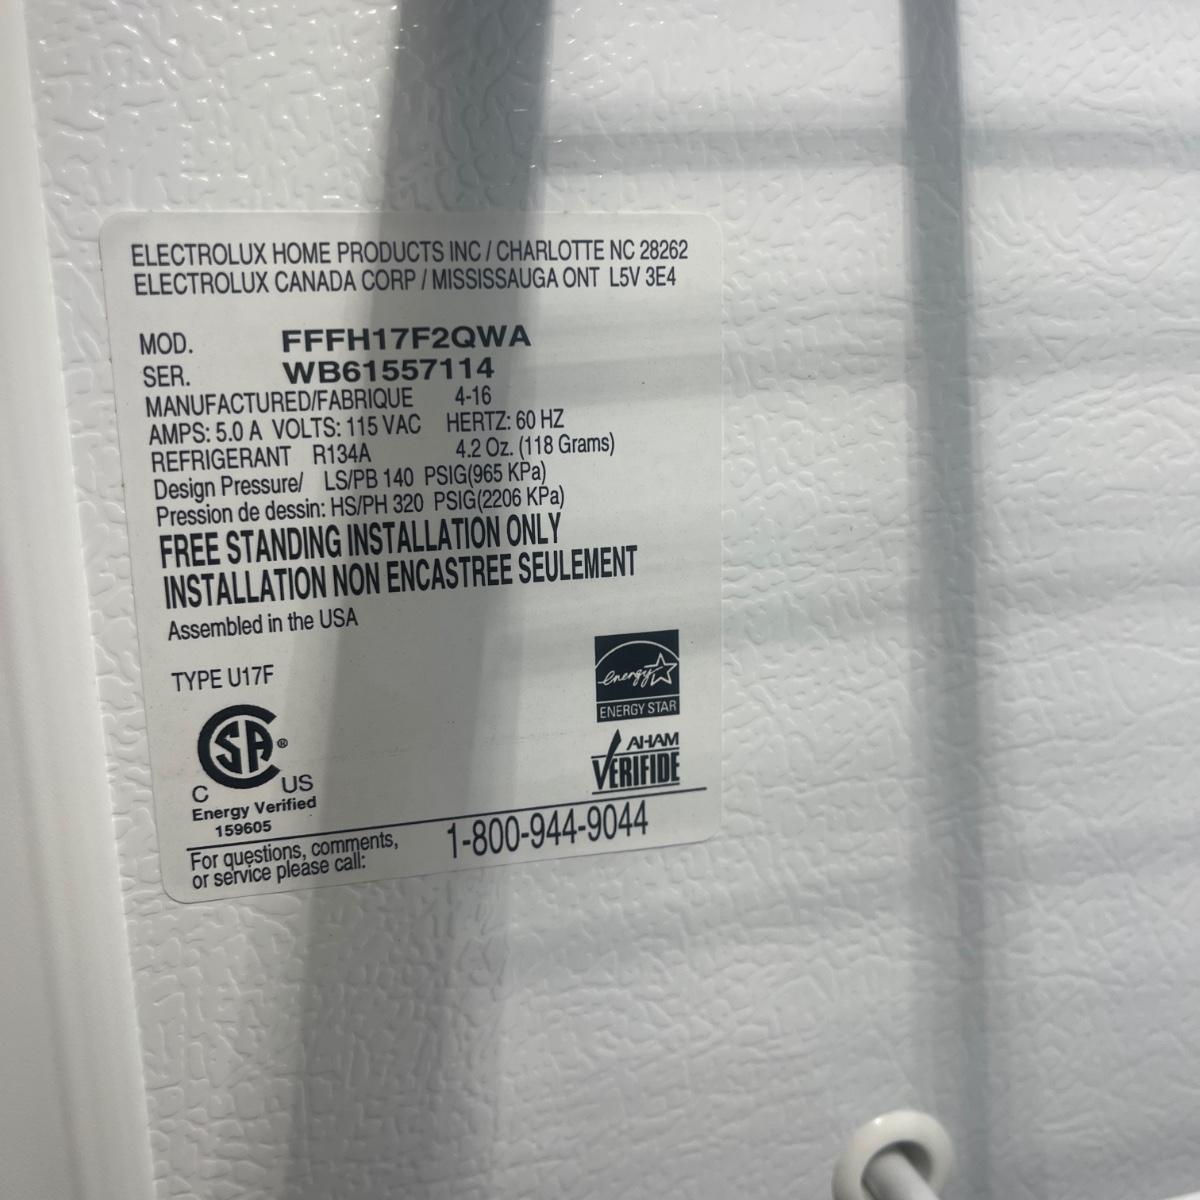 ELECTROLUX HOME PRODUCTS INC / CHARLOTTE NC 28262
ELECTROLUX CANADA CORP / MISSISSAUGA ONT L5V 3E4
MOD. FFFH17F2QWA
SER. WB61557114
MANUFACTURED/FABRIQUE 4-16
AMPS: 5.0 A VOLTS: 115 VAC HERTZ: 60 HZ
REFRIGERANT R134A 4.2 Oz. (118 Grams)
Design Pressure/ LS/PB 140 PSIG(965 KPa)
Pression de dessin: HS/PH 320 PSIG(2206 KPa)
FREE STANDING INSTALLATION ONLY
INSTALLATION NON ENCASTREE SEULEMENT
Assembled in the USA
TYPE U17F
energy
ENERGY STAR
CSA®
C US
Energy Verified
159605
AHAM
VERIFIDE
For questions, comments,
or service please call:
1-800-944-9044